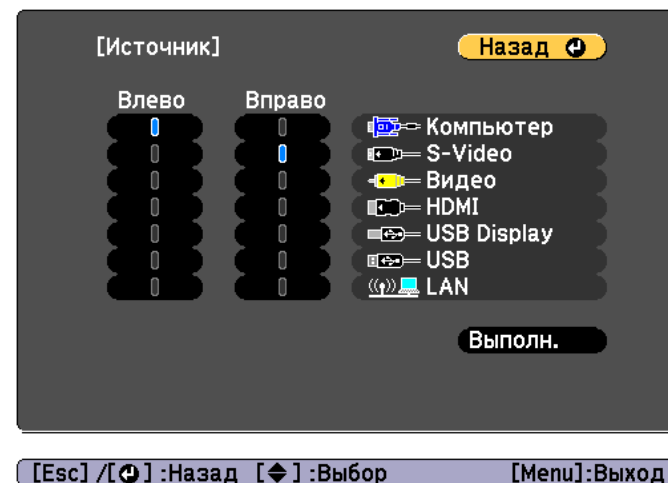 [Источник]
Назад
Влево Вправо
Компьютер
S-Video
Видео
HDMI
USB Display
USB
LAN
Выполн.
[Esc] /[ ] :Назад [ ] :Выбор [Menu]:Выход